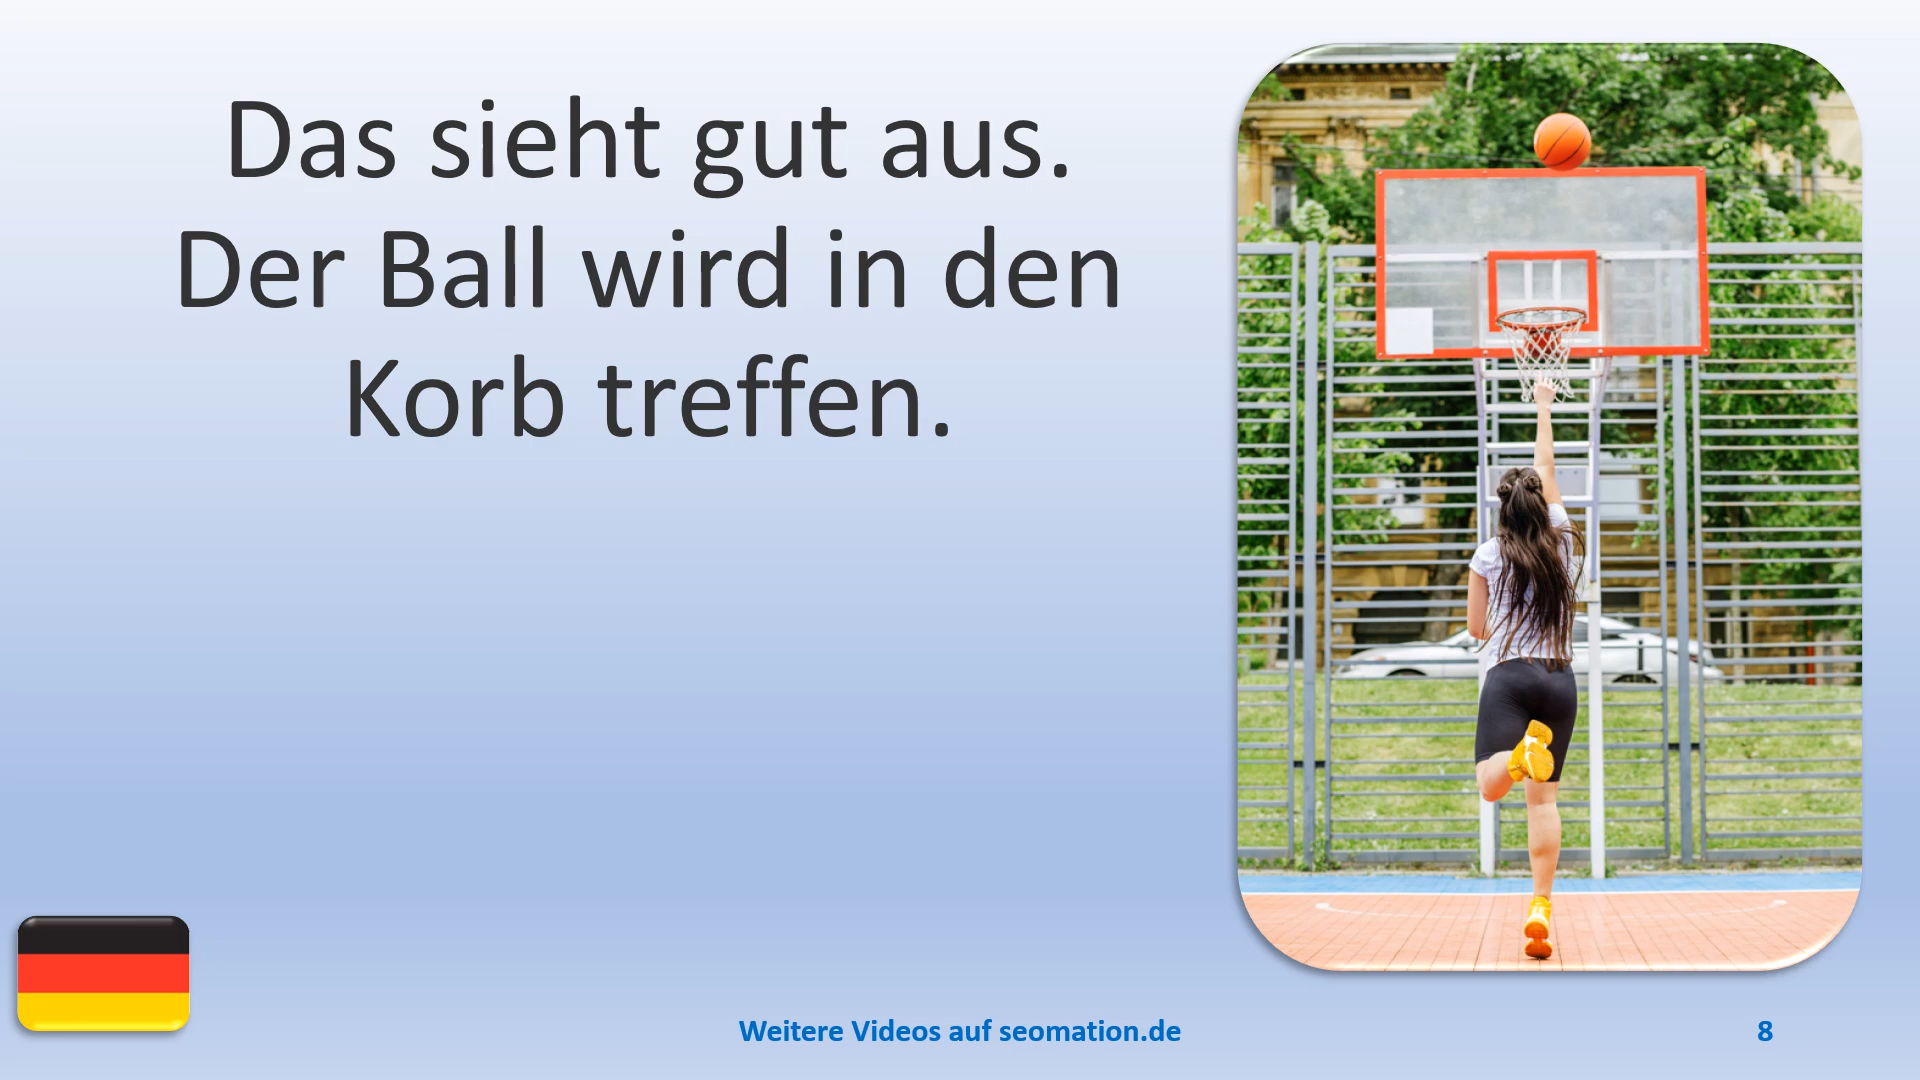 Das sieht gut aus.
Der Ball wird in den
Korb treffen.
Weitere Videos auf seomation.de
8